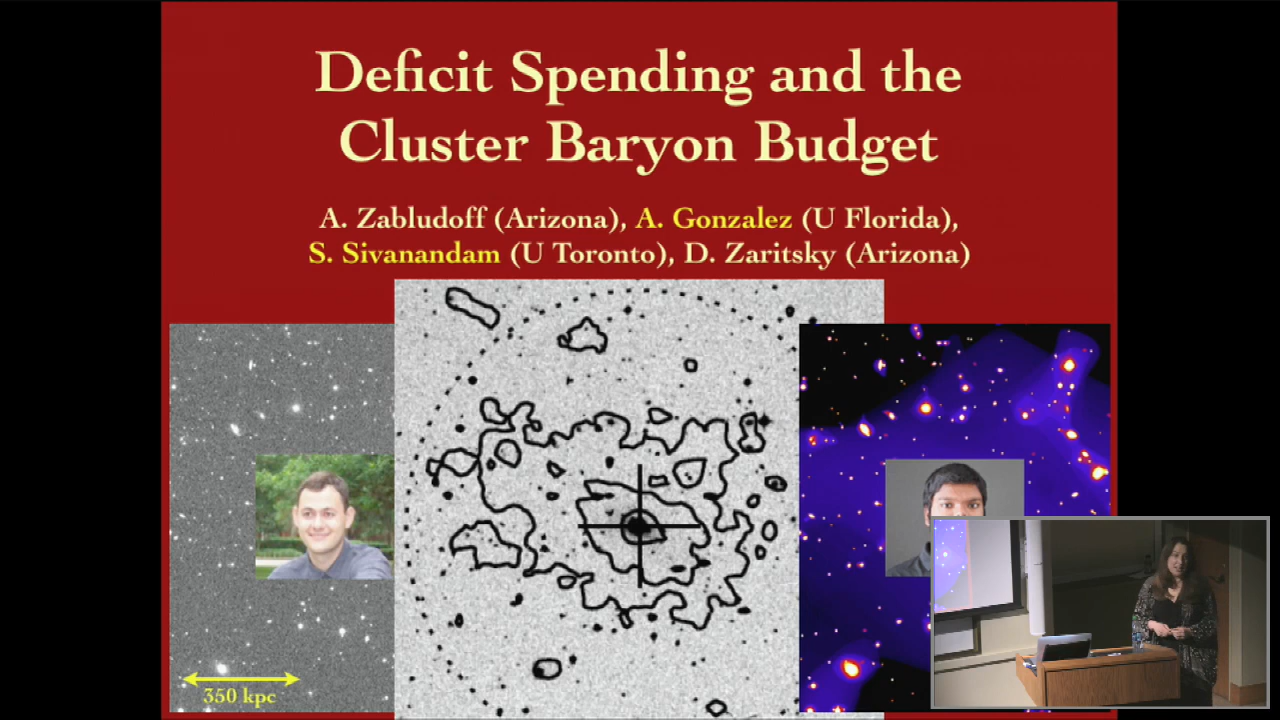 Deficit Spending and the
Cluster Baryon Budget
A. Zabludoff (Arizona), A. Gonzalez (U Florida),
S. Sivanandam (U Toronto), D. Zaritsky (Arizona)
350 kpc